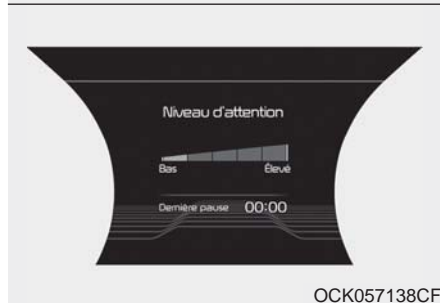 Niveau d'attention
Bas Élevé
Dernière pause 00:00
OCK057138CF